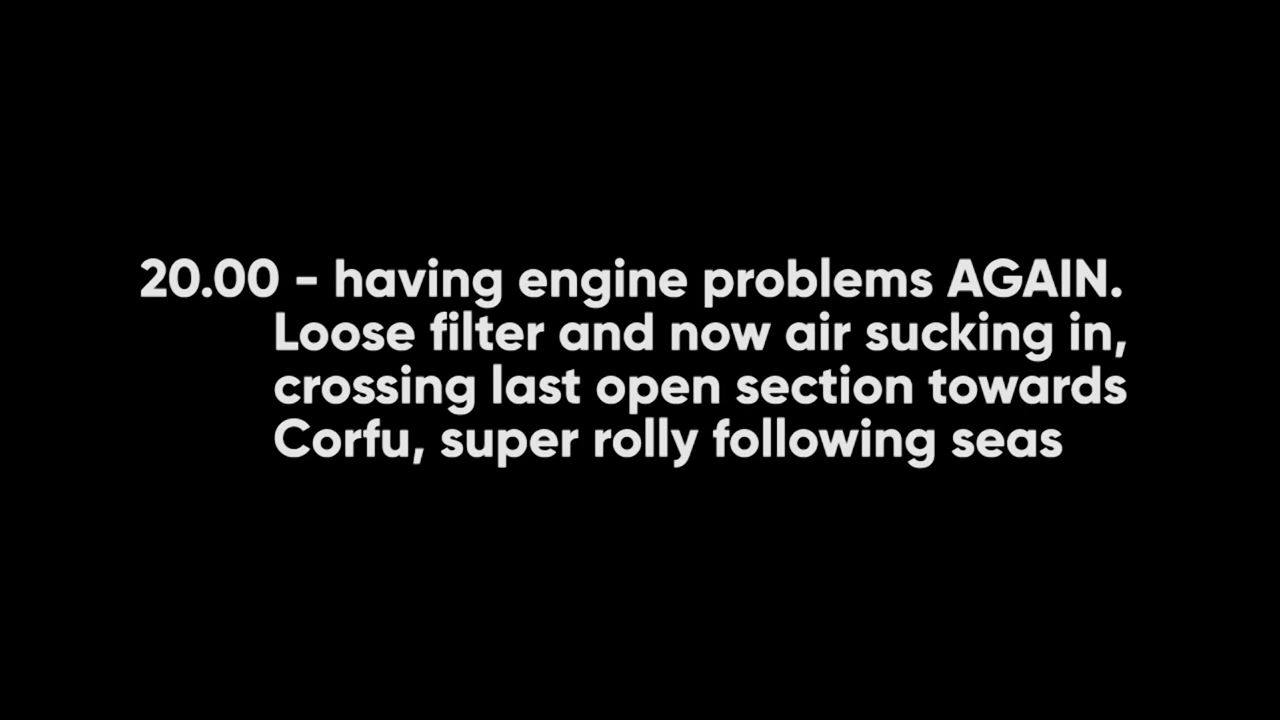 20.00 - having engine problems AGAIN.
Loose filter and now air sucking in,
crossing last open section towards
Corfu, super rolly following seas